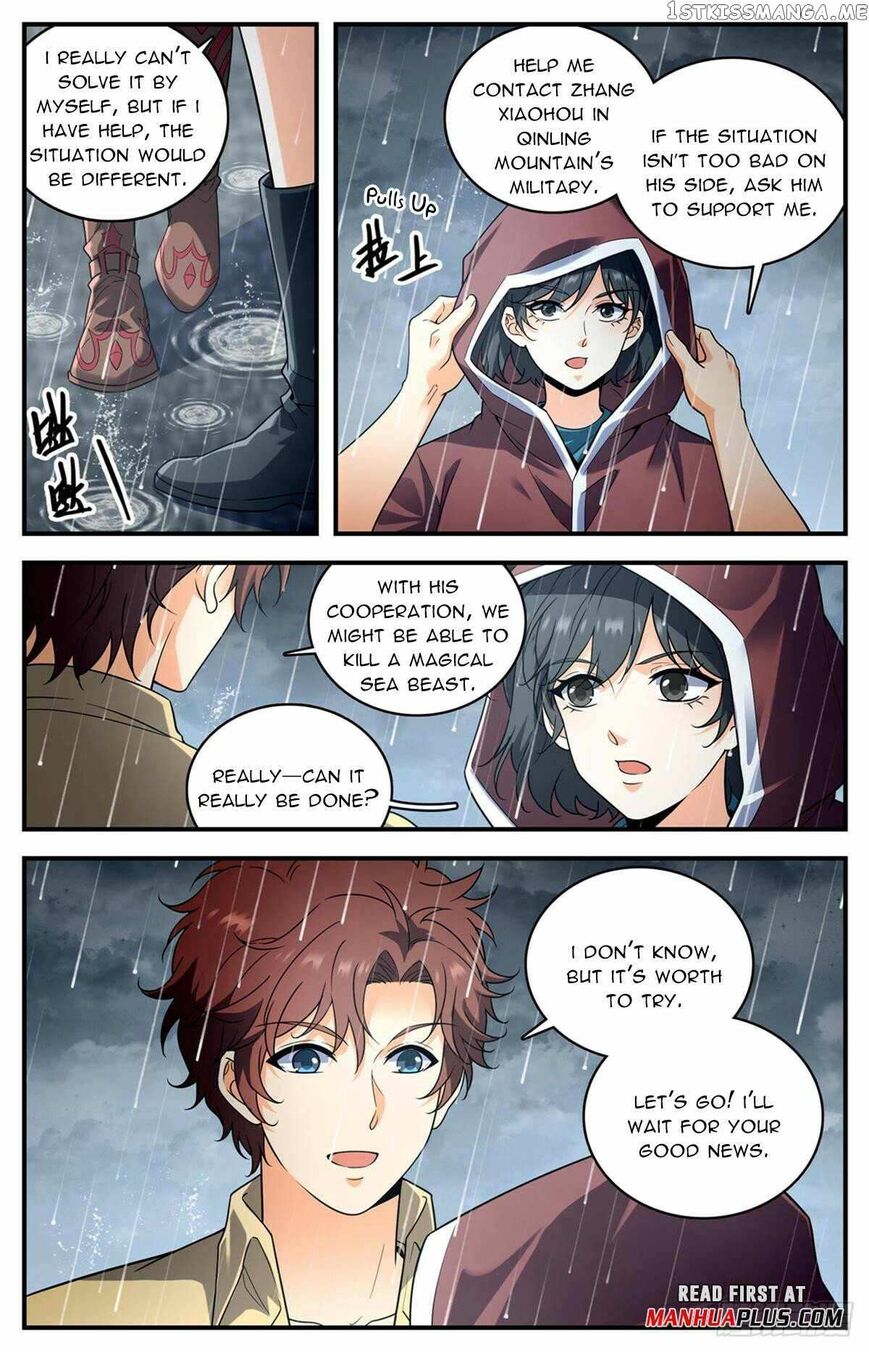 1STKISSMANGA.ME
I REALLY CAN'T
SOLVE IT BY
MYSELF, BUT IF I
HAVE HELP, THE
SITUATION WOULD
BE DIFFERENT.
HELP ME
CONTACT ZHANG
XIAOHOU IN
QINLING
MOUNTAIN'S
MILITARY.
IF THE SITUATION
ISN'T TOO BAD ON
HIS SIDE, ASK HIM
TO SUPPORT ME.
Pulls Up
拉上
WITH HIS
COOPERATION, WE
MIGHT BE ABLE TO
KILL A MAGICAL
SEA BEAST.
REALLY—CAN IT
REALLY BE DONE?
I DON'T KNOW,
BUT IT'S WORTH
TO TRY.
LET'S GO! I'LL
WAIT FOR YOUR
GOOD NEWS.
READ FIRST AT
MANHUAPLUS.COM